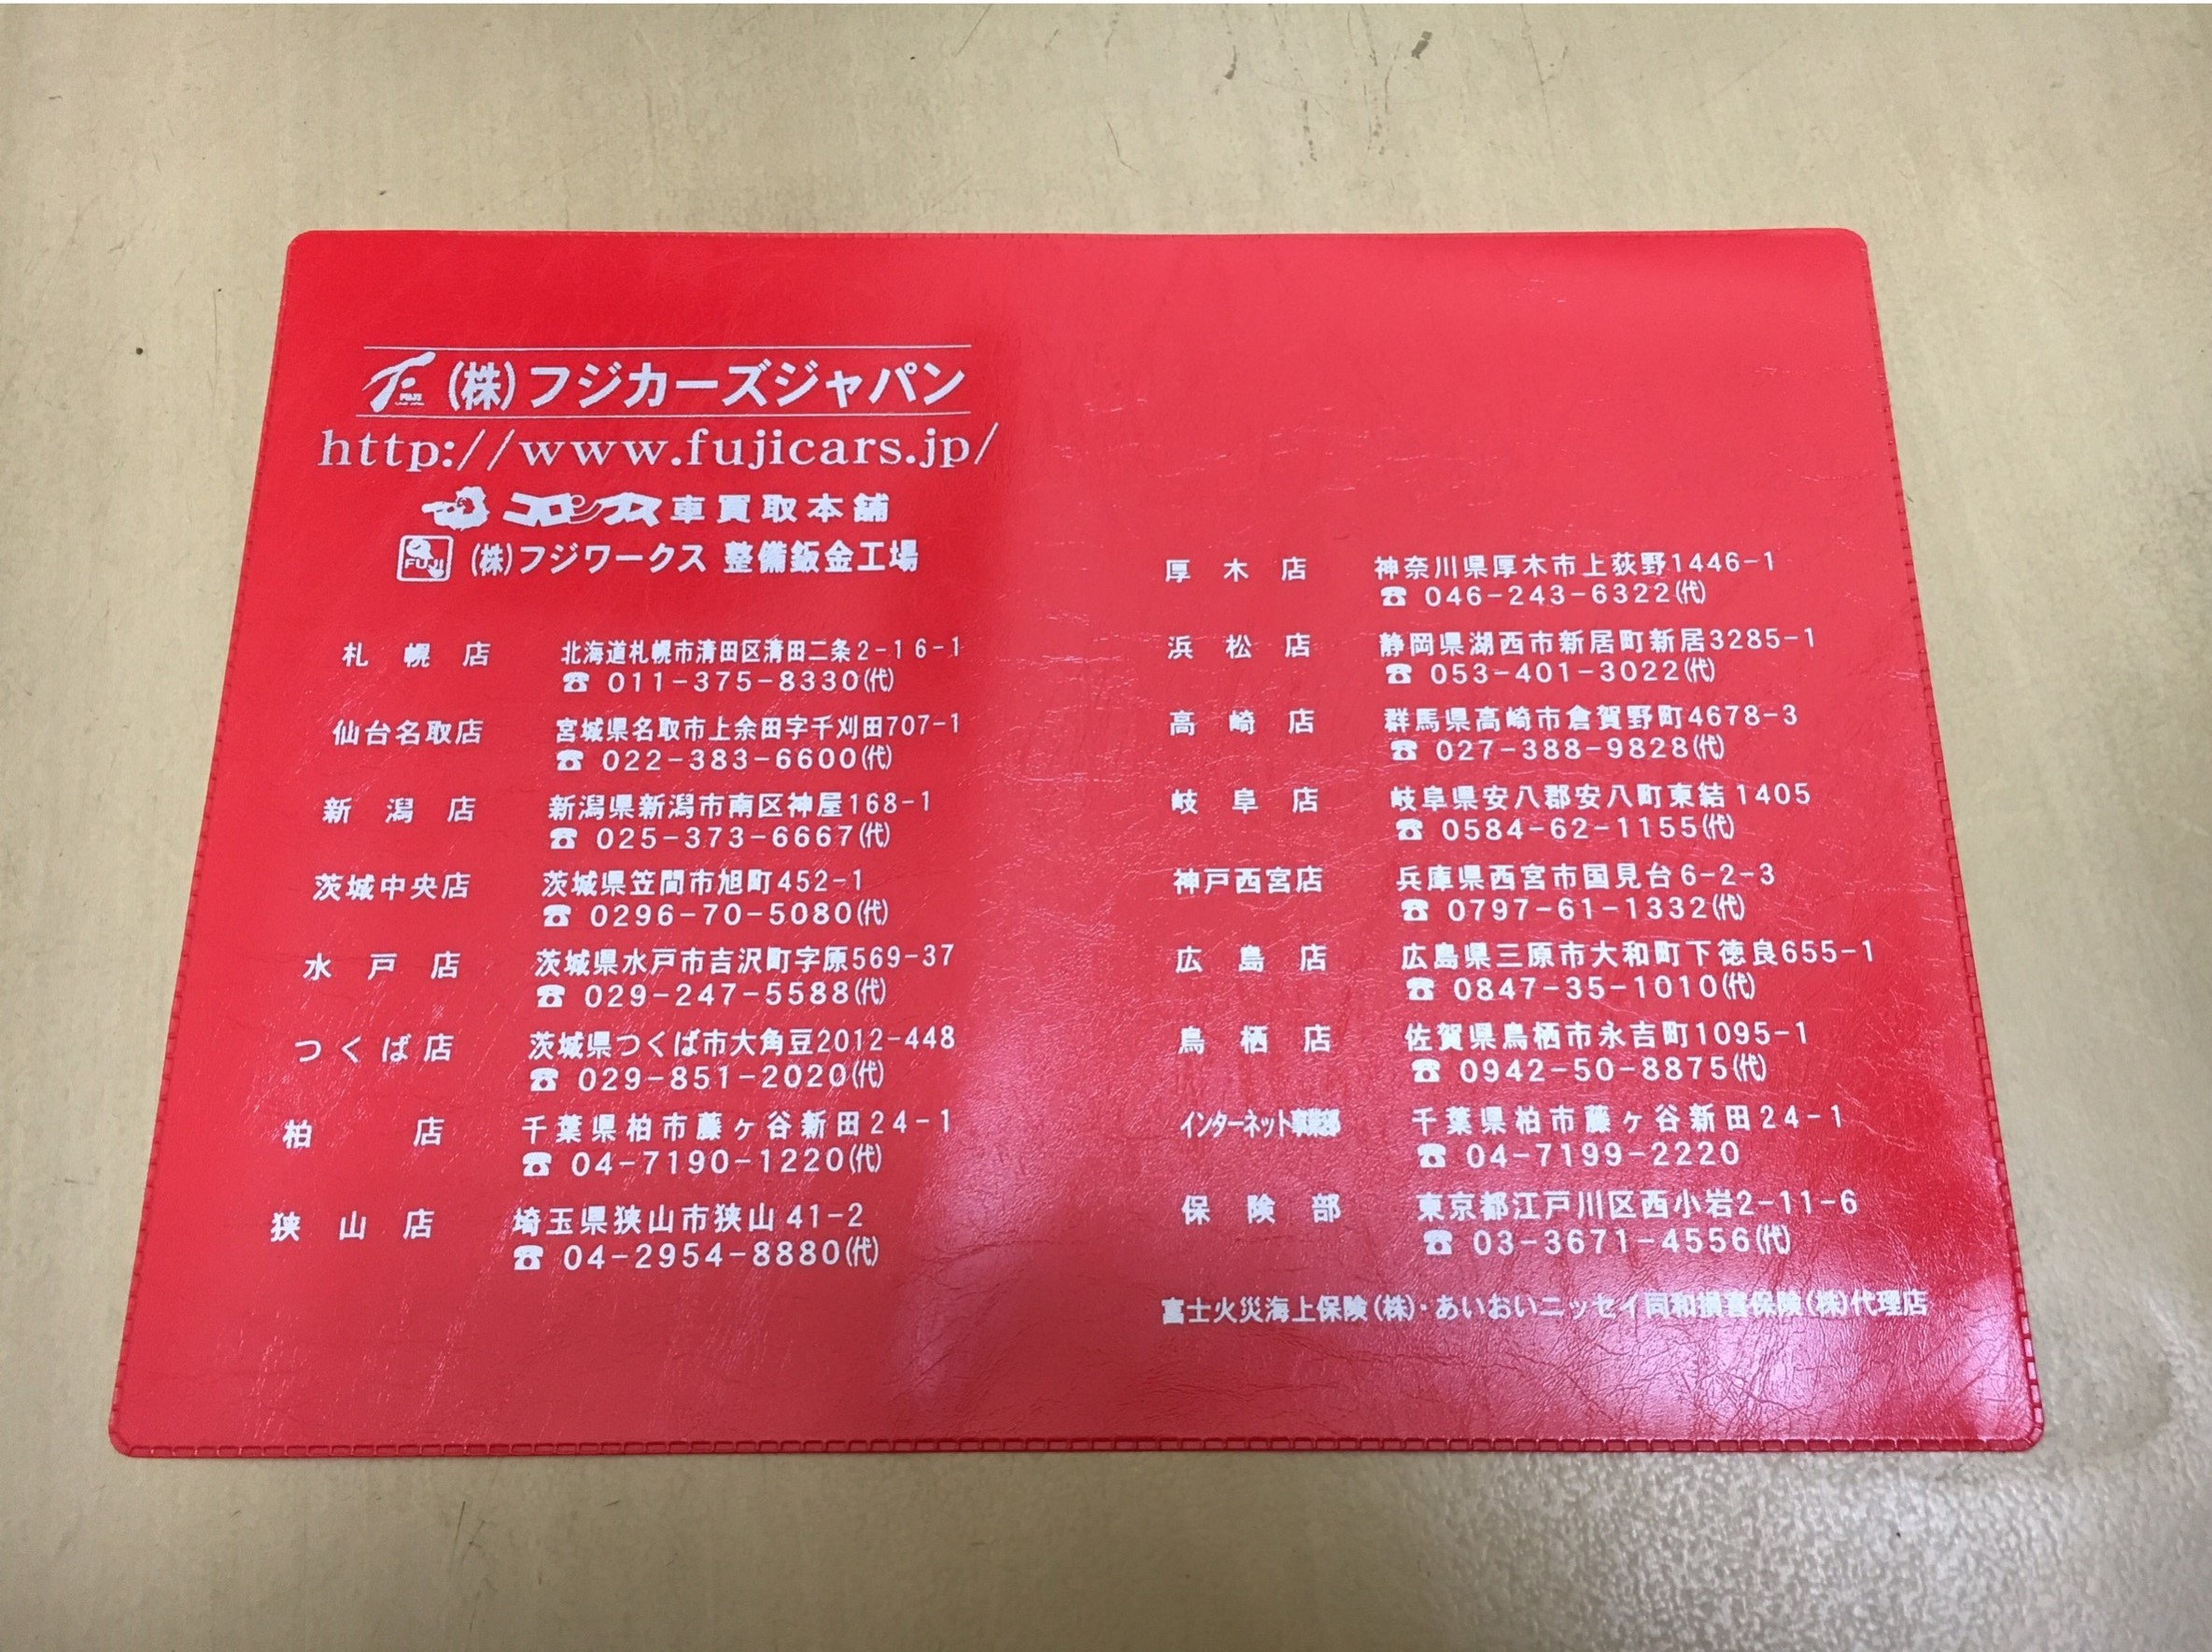 (株)フジカーズジャパン
http://www.fujicars.jp/
コロンブス車買取本舗
FUJI (株)フジワークス 整備鈑金工場
札幌店 北海道札幌市清田区清田二条2-16-1
☎ 011-375-8330(代)
仙台名取店 宮城県名取市上余田字千刈田707-1
☎ 022-383-6600(代)
新潟店 新潟県新潟市南区神屋168-1
☎ 025-373-6667(代)
茨城中央店 茨城県笠間市旭町452-1
☎ 0296-70-5080(代)
水戸店 茨城県水戸市吉沢町字原569-37
☎ 029-247-5588(代)
つくば店 茨城県つくば市大角豆2012-448
☎ 029-851-2020(代)
柏店 千葉県柏市藤ヶ谷新田24-1
☎ 04-7190-1220(代)
狭山店 埼玉県狭山市狭山41-2
☎ 04-2954-8880(代)
厚木店 神奈川県厚木市上荻野1446-1
☎ 046-243-6322(代)
浜松店 静岡県湖西市新居町新居3285-1
☎ 053-401-3022(代)
高崎店 群馬県高崎市倉賀野町4678-3
☎ 027-388-9828(代)
岐阜店 岐阜県安八郡安八町東結1405
☎ 0584-62-1155(代)
神戸西宮店 兵庫県西宮市国見台6-2-3
☎ 0797-61-1332(代)
広島店 広島県三原市大和町下徳良655-1
☎ 0847-35-1010(代)
鳥栖店 佐賀県鳥栖市永吉町1095-1
☎ 0942-50-8875(代)
インターネット事業部 千葉県柏市藤ヶ谷新田24-1
☎ 04-7199-2220
保険部 東京都江戸川区西小岩2-11-6
☎ 03-3671-4556(代)
富士火災海上保険(株)・あいおいニッセイ同和損害保険(株)代理店